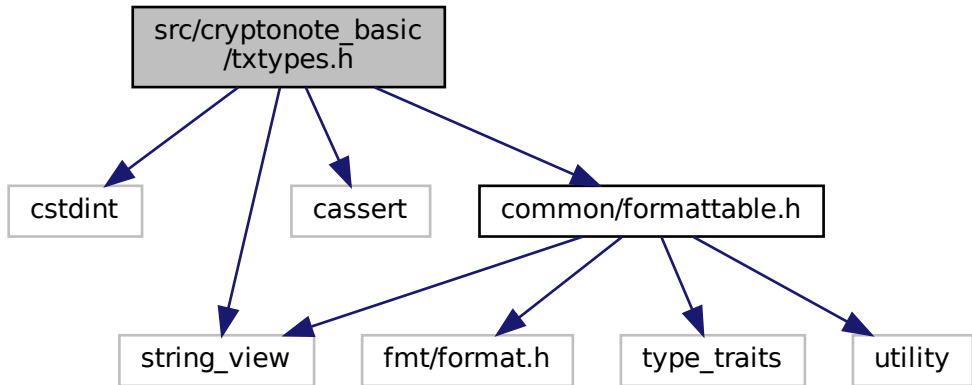 src/cryptonote_basic
/txtypes.h
cstdint
cassert
common/formattable.h
string_view
fmt/format.h
type_traits
utility